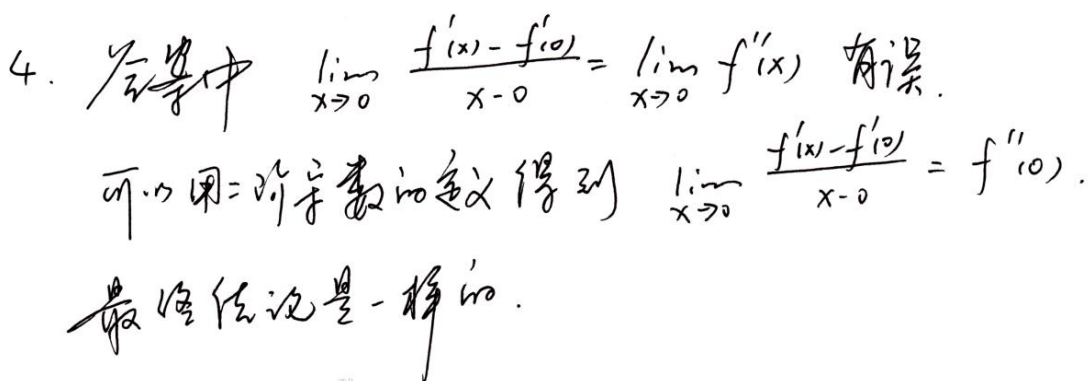 4. 答案中 lim_{x→0} (f'(x) - f'(0))/(x - 0) = lim_{x→0} f''(x) 有误.
可以用二阶导数的定义得到 lim_{x→0} (f'(x) - f'(0))/(x - 0) = f''(0).
最终结论是一样的.